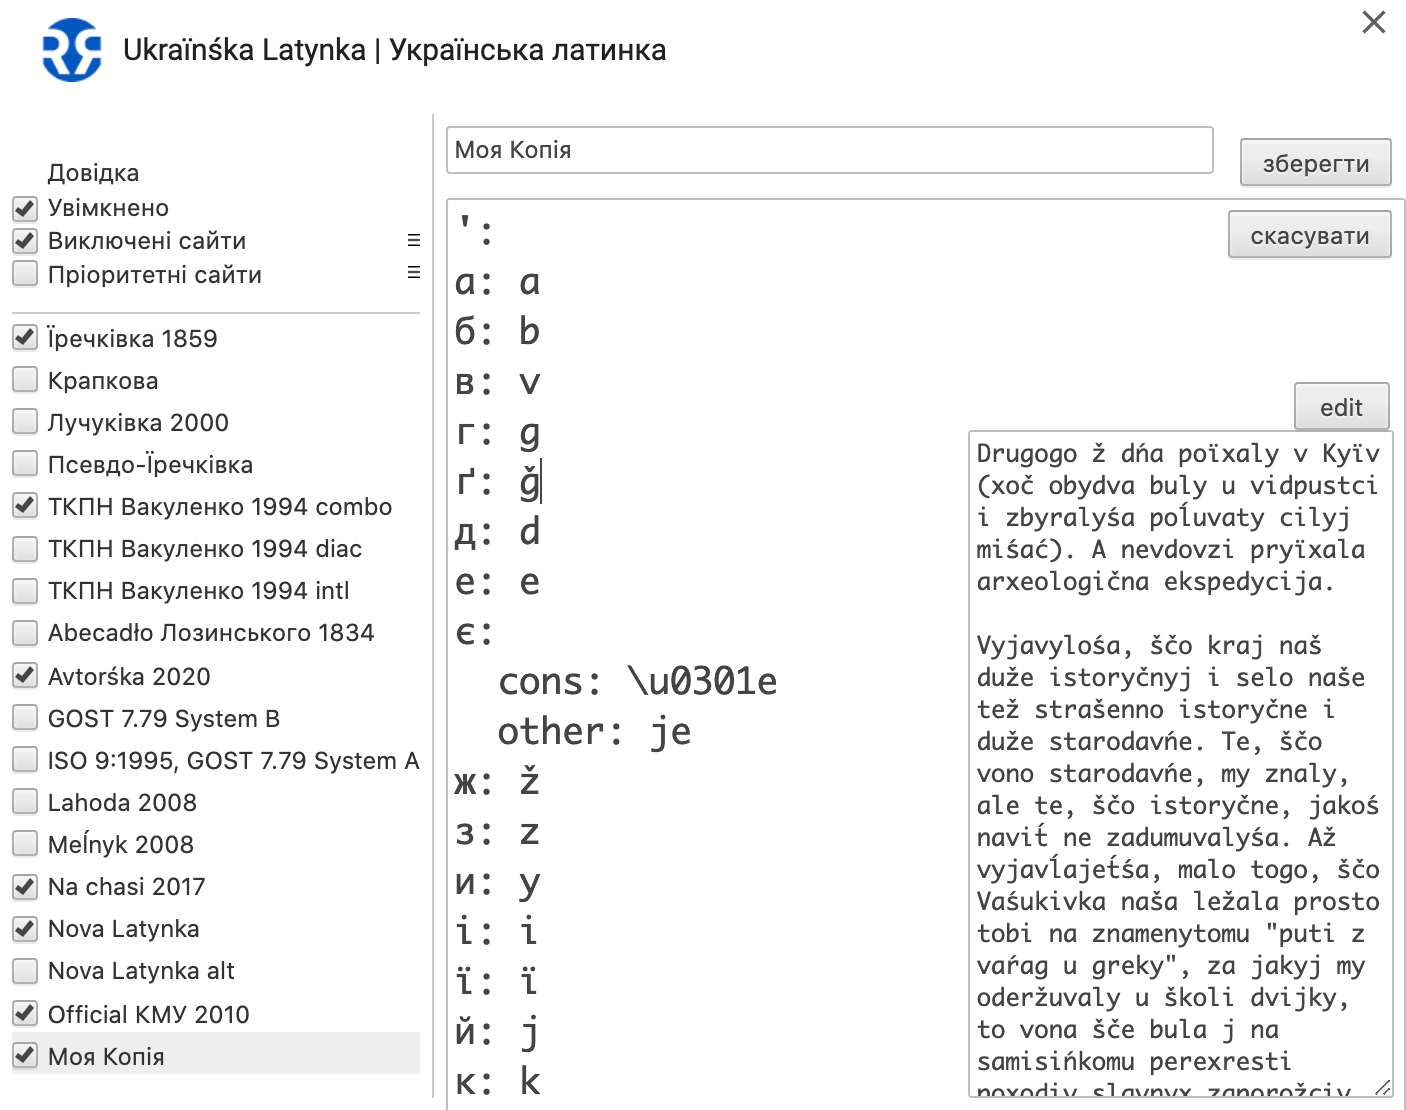 Ukraïnśka Latynka | Українська латинка
Довідка
Увімкнено
Виключені сайти
Пріоритетні сайти
Їречківка 1859
Крапкова
Лучуківка 2000
Псевдо-Їречківка
ТКПН Вакуленко 1994 combo
ТКПН Вакуленко 1994 diac
ТКПН Вакуленко 1994 intl
Abecadło Лозинського 1834
Avtorśka 2020
GOST 7.79 System B
ISO 9:1995, GOST 7.79 System A
Lahoda 2008
Meĺnyk 2008
Na chasi 2017
Nova Latynka
Nova Latynka alt
Official КМУ 2010
Моя Копія
Моя Копія
зберегти
скасувати
':
а: a
б: b
в: v
г: g
ґ: ğ
д: d
е: e
є:
cons: \u0301e
other: je
ж: ž
з: z
и: y
і: i
ї: ï
й: j
к: k
edit
Drugogo ž dńa poïxaly v Kyïv
(xoč obydva buly u vidpustci
i zbyralyśa poĺuvaty cilyj
miśać). A nevdovzi pryïxala
arxeologična ekspedycija.
Vyjavylośa, ščo kraj naš
duže istoryčnyj i selo naše
tež strašenno istoryčne i
duže starodavńe. Te, ščo
vono starodavńe, my znaly,
ale te, ščo istoryčne, jakoś
navit́ ne zadumuvalyśa. Až
vyjavĺajet́śa, malo togo, ščo
Vaśukivka naša ležala prosto
tobi na znamenytomu "puti z
vaŕag u greky", za jakyj my
oderžuvaly u školi dvijky,
to vona šče bula j na
samisińkomu perexresti
poxodiv slavnyx zaporožciv